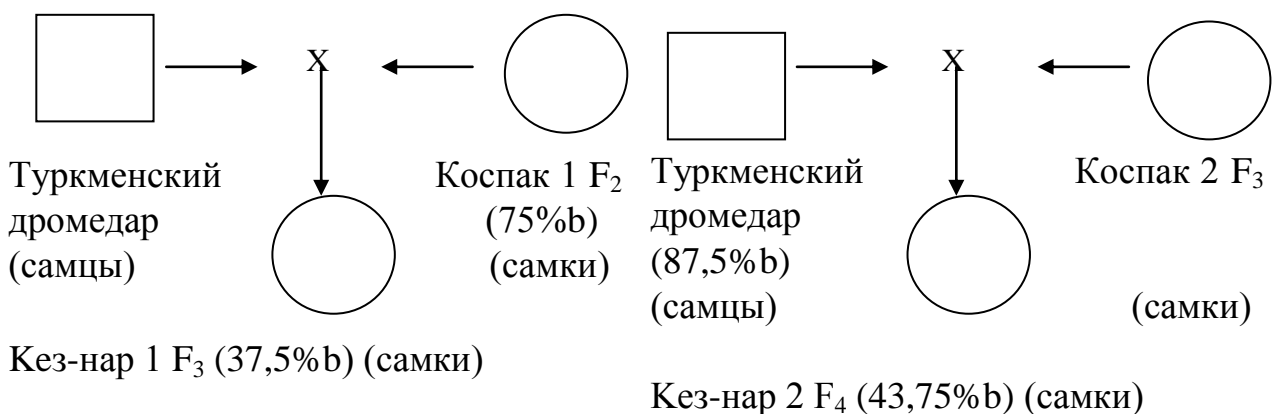 X
Туркменский
дромедар
(самцы)
Коспак 1 F₂
(75%b)
(самки)
Кез-нар 1 F₃ (37,5%b) (самки)
X
Туркменский
дромедар
(87,5%b)
(самцы)
Коспак 2 F₃
(самки)
Кез-нар 2 F₄ (43,75%b) (самки)